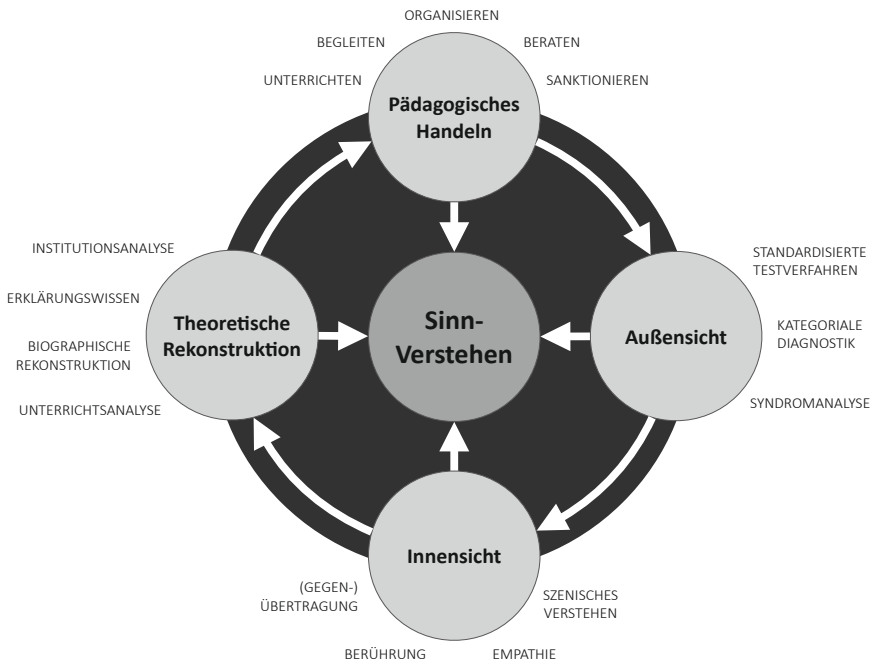 ORGANISIEREN
BEGLEITEN
BERATEN
UNTERRICHTEN
SANKTIONIEREN
Pädagogisches
Handeln
INSTITUTIONSANALYSE
ERKLÄRUNGSWISSEN
BIOGRAPHISCHE
REKONSTRUKTION
UNTERRICHTSANALYSE
Theoretische
Rekonstruktion
Sinn-
Verstehen
Außensicht
STANDARDISIERTE
TESTVERFAHREN
KATEGORIALE
DIAGNOSTIK
SYNDROMANALYSE
Innensicht
(GEGEN-)
ÜBERTRAGUNG
SZENISCHES
VERSTEHEN
BERÜHRUNG
EMPATHIE